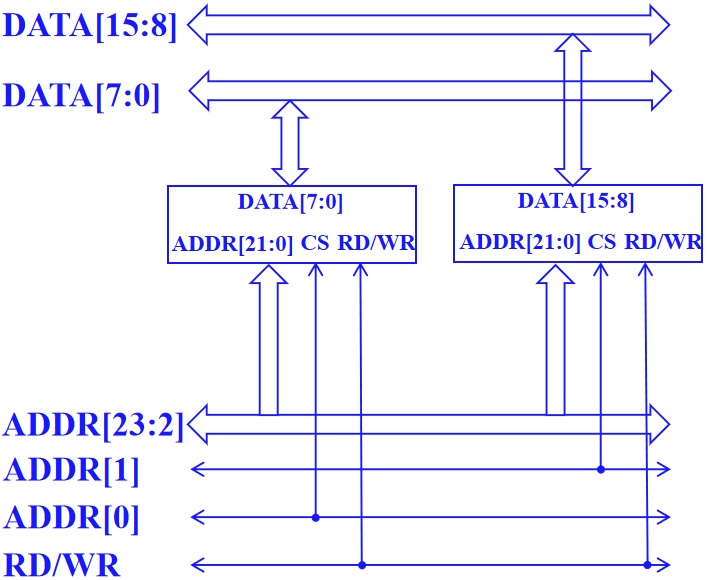 DATA[15:8]
DATA[7:0]
DATA[7:0]
ADDR[21:0] CS RD/WR
DATA[15:8]
ADDR[21:0] CS RD/WR
ADDR[23:2]
ADDR[1]
ADDR[0]
RD/WR